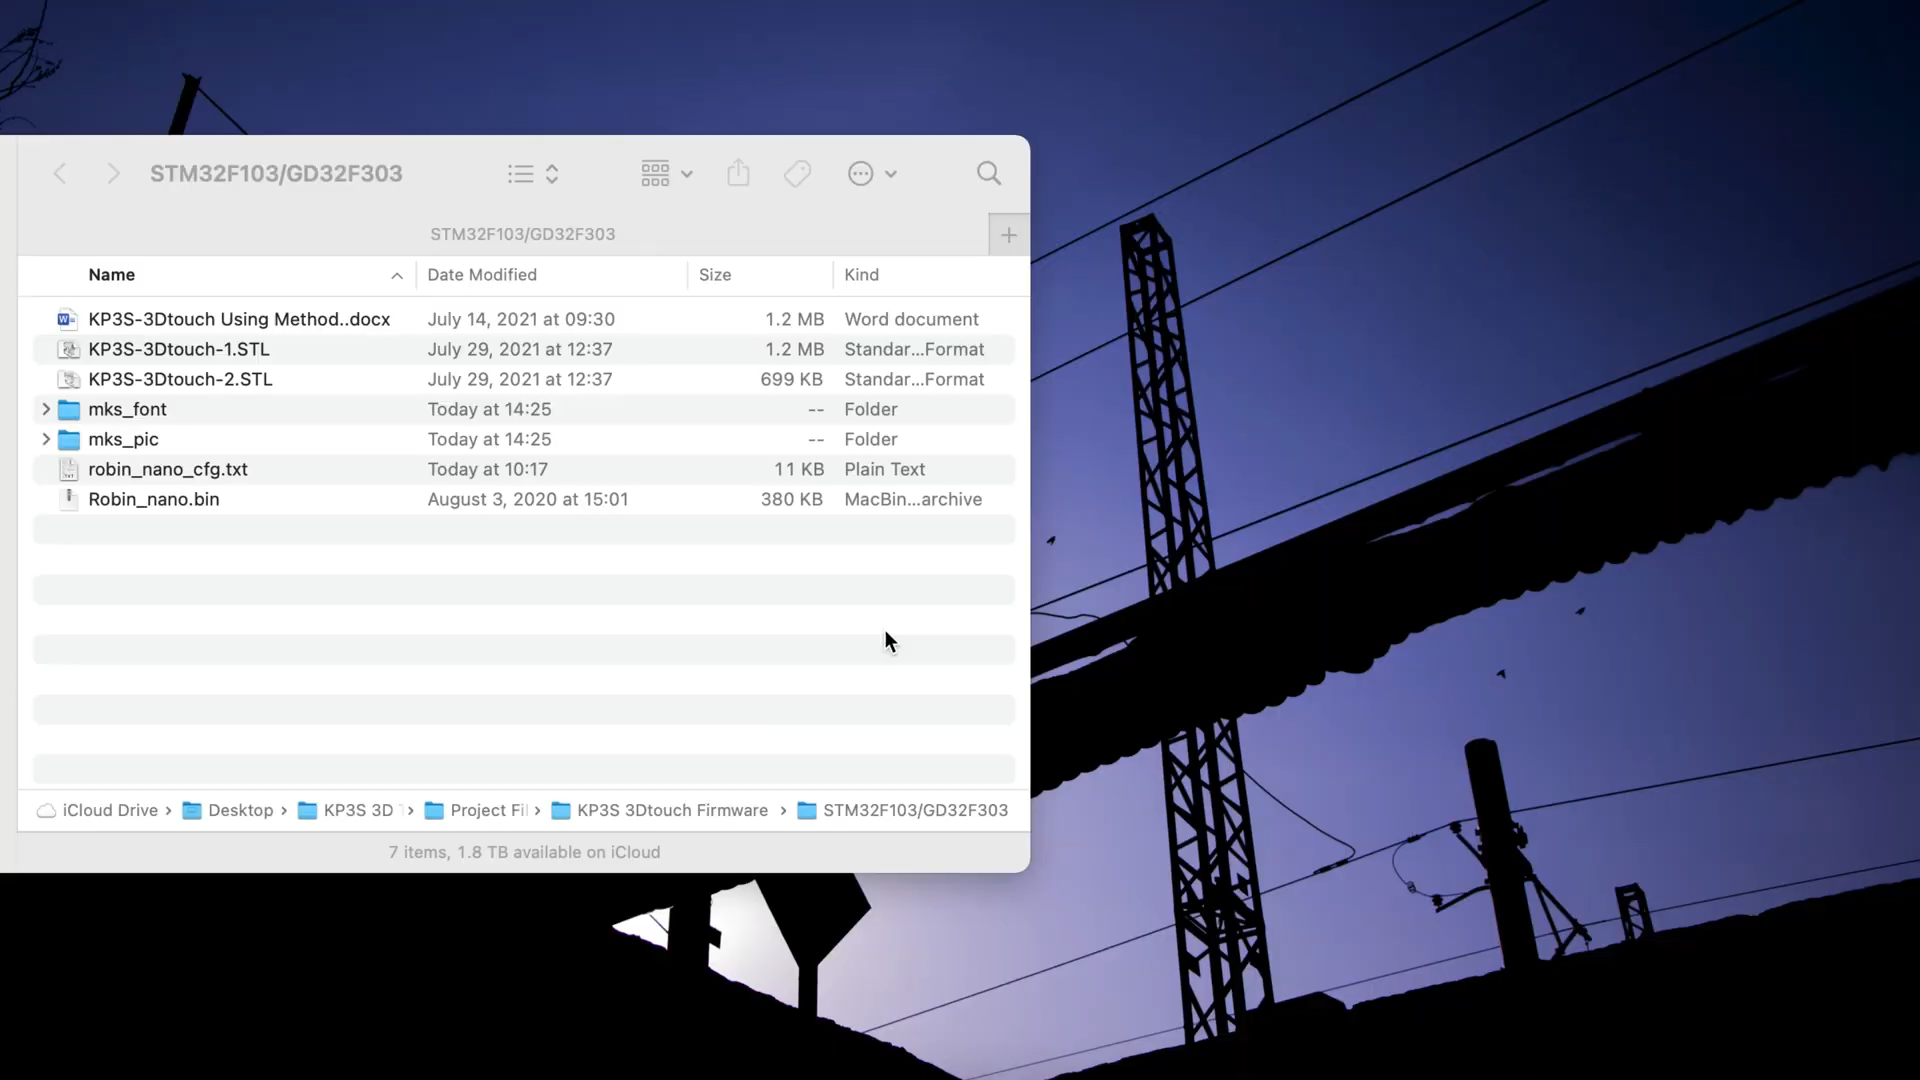 STM32F103/GD32F303
STM32F103/GD32F303
Name Date Modified Size Kind
KP3S-3Dtouch Using Method..docx July 14, 2021 at 09:30 1.2 MB Word document
KP3S-3Dtouch-1.STL July 29, 2021 at 12:37 1.2 MB Standar...Format
KP3S-3Dtouch-2.STL July 29, 2021 at 12:37 699 KB Standar...Format
mks_font Today at 14:25 -- Folder
mks_pic Today at 14:25 -- Folder
robin_nano_cfg.txt Today at 10:17 11 KB Plain Text
Robin_nano.bin August 3, 2020 at 15:01 380 KB MacBin...archive
iCloud Drive › Desktop › KP3S 3D › Project Fi › KP3S 3Dtouch Firmware › STM32F103/GD32F303
7 items, 1.8 TB available on iCloud